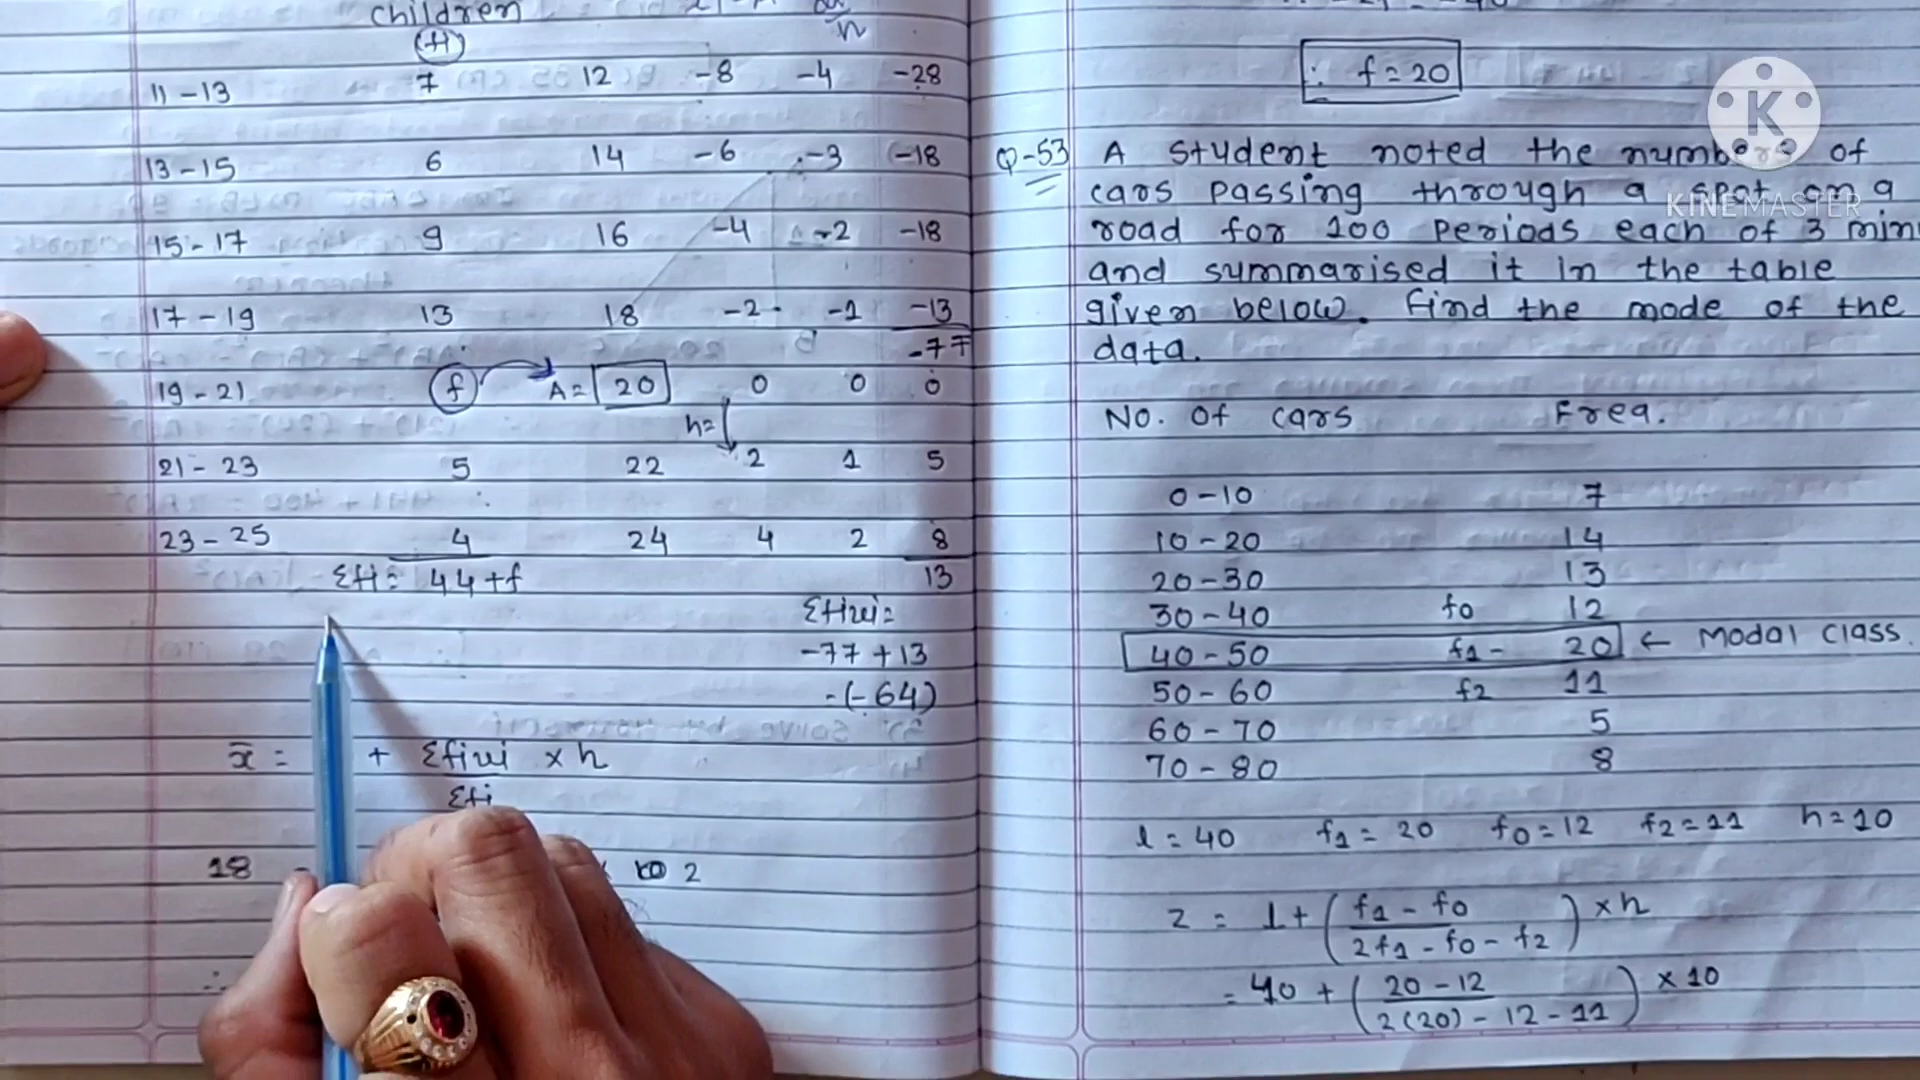 children
(fi)
11-13 7 12 -8 -4 -28
13-15 6 14 -6 -3 -18
15-17 9 16 -4 -2 -18
17-19 13 18 -2 -1 -13
-77
19-21 f A= 20 0 0 0
h=
21-23 5 22 2 1 5
23-25 4 24 4 2 8
Σfi= 44+f 13
Σfiui=
-77+13
-(-64)
x̄ = + Σfiui × h
Σfi
18 2
∴ f=20
Q-53 A student noted the numbers of
cars passing through a spot on a
road for 100 periods each of 3 min
and summarised it in the table
given below. Find the mode of the
data.
No. of cars Freq.
0-10 7
10-20 14
20-30 13
30-40 f0 12
40-50 f1- 20 ← Modal class.
50-60 f2 11
60-70 5
70-80 8
l=40 f1=20 f0=12 f2=11 h=10
z = l+(f1-f0/2f1-f0-f2)×h
=40+(20-12/2(20)-12-11)×10
K
KINEMASTER